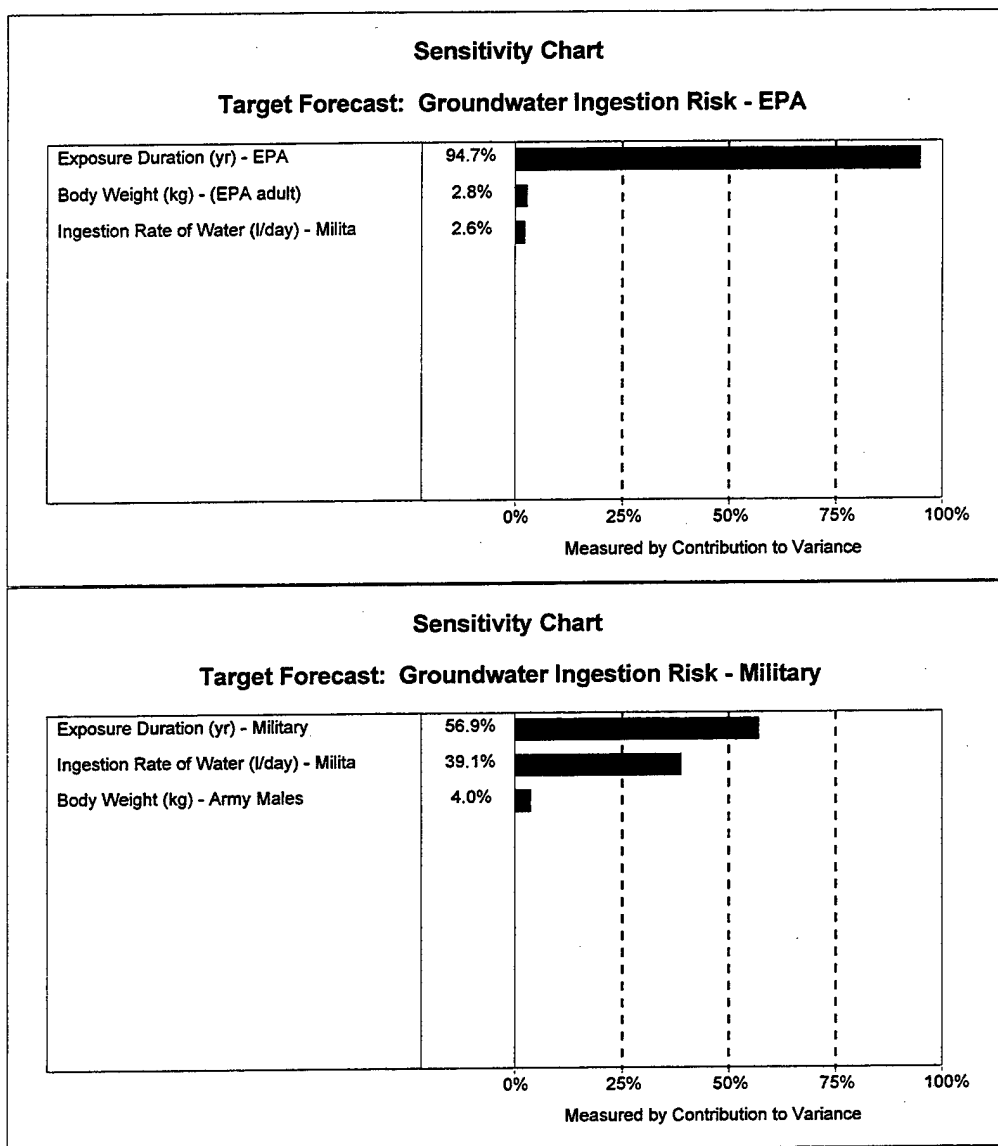 Sensitivity Chart
Target Forecast: Groundwater Ingestion Risk - EPA
Exposure Duration (yr) - EPA 94.7%
Body Weight (kg) - (EPA adult) 2.8%
Ingestion Rate of Water (l/day) - Milita 2.6%
0% 25% 50% 75% 100%
Measured by Contribution to Variance
Sensitivity Chart
Target Forecast: Groundwater Ingestion Risk - Military
Exposure Duration (yr) - Military 56.9%
Ingestion Rate of Water (l/day) - Milita 39.1%
Body Weight (kg) - Army Males 4.0%
0% 25% 50% 75% 100%
Measured by Contribution to Variance